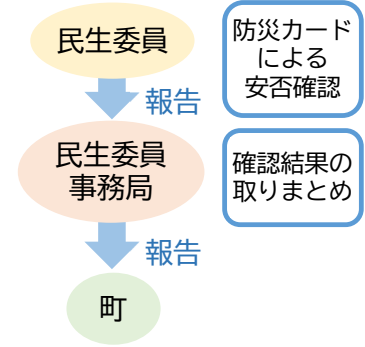 民生委員
防災カード
による
安否確認
報告
民生委員
事務局
確認結果の
取りまとめ
報告
町